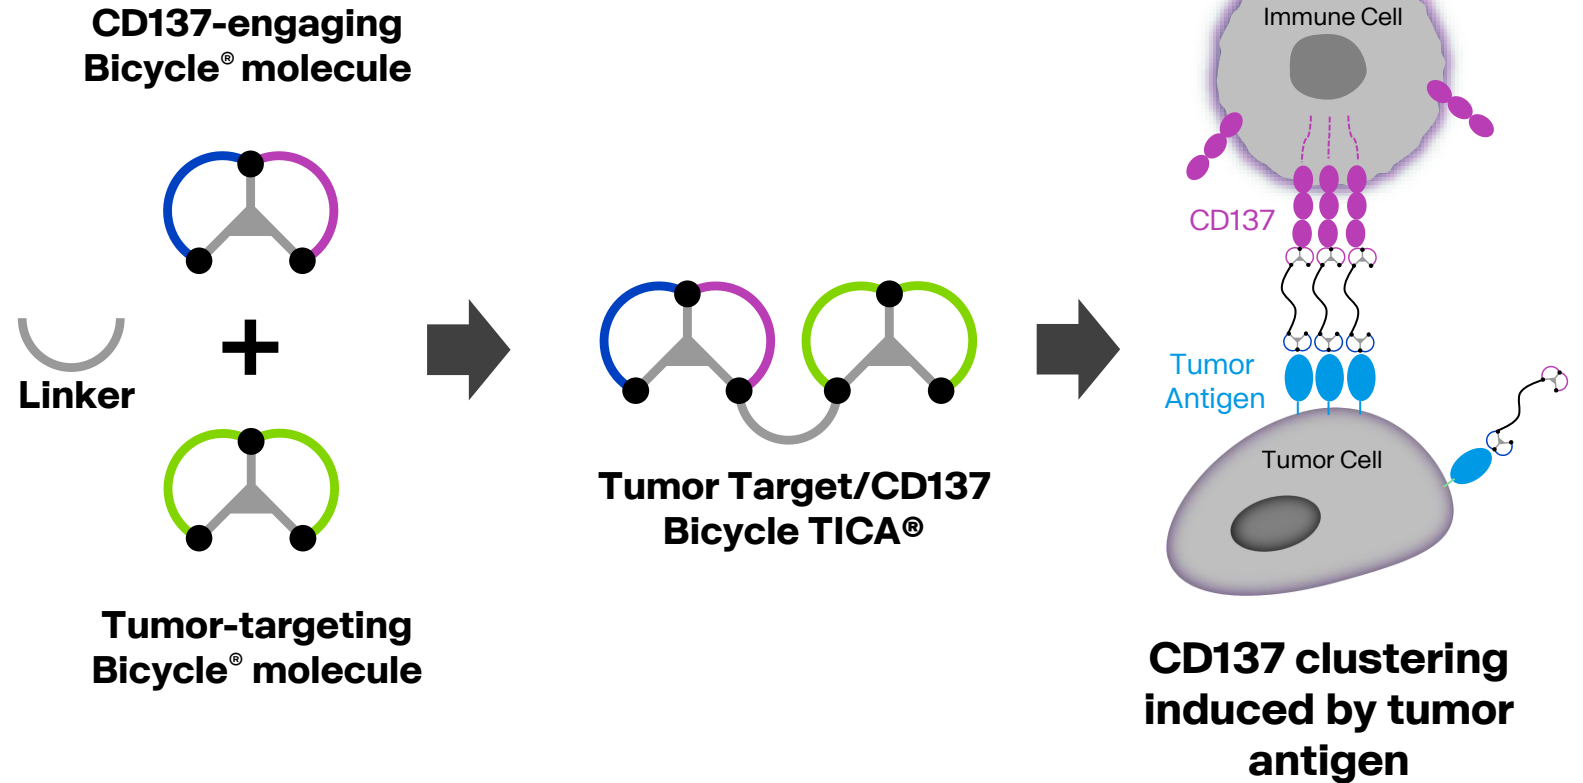 CD137-engaging
Bicycle® molecule
Linker
+
Tumor-targeting
Bicycle® molecule
Tumor Target/CD137
Bicycle TICA®
Immune Cell
CD137
Tumor
Antigen
Tumor Cell
CD137 clustering
induced by tumor
antigen